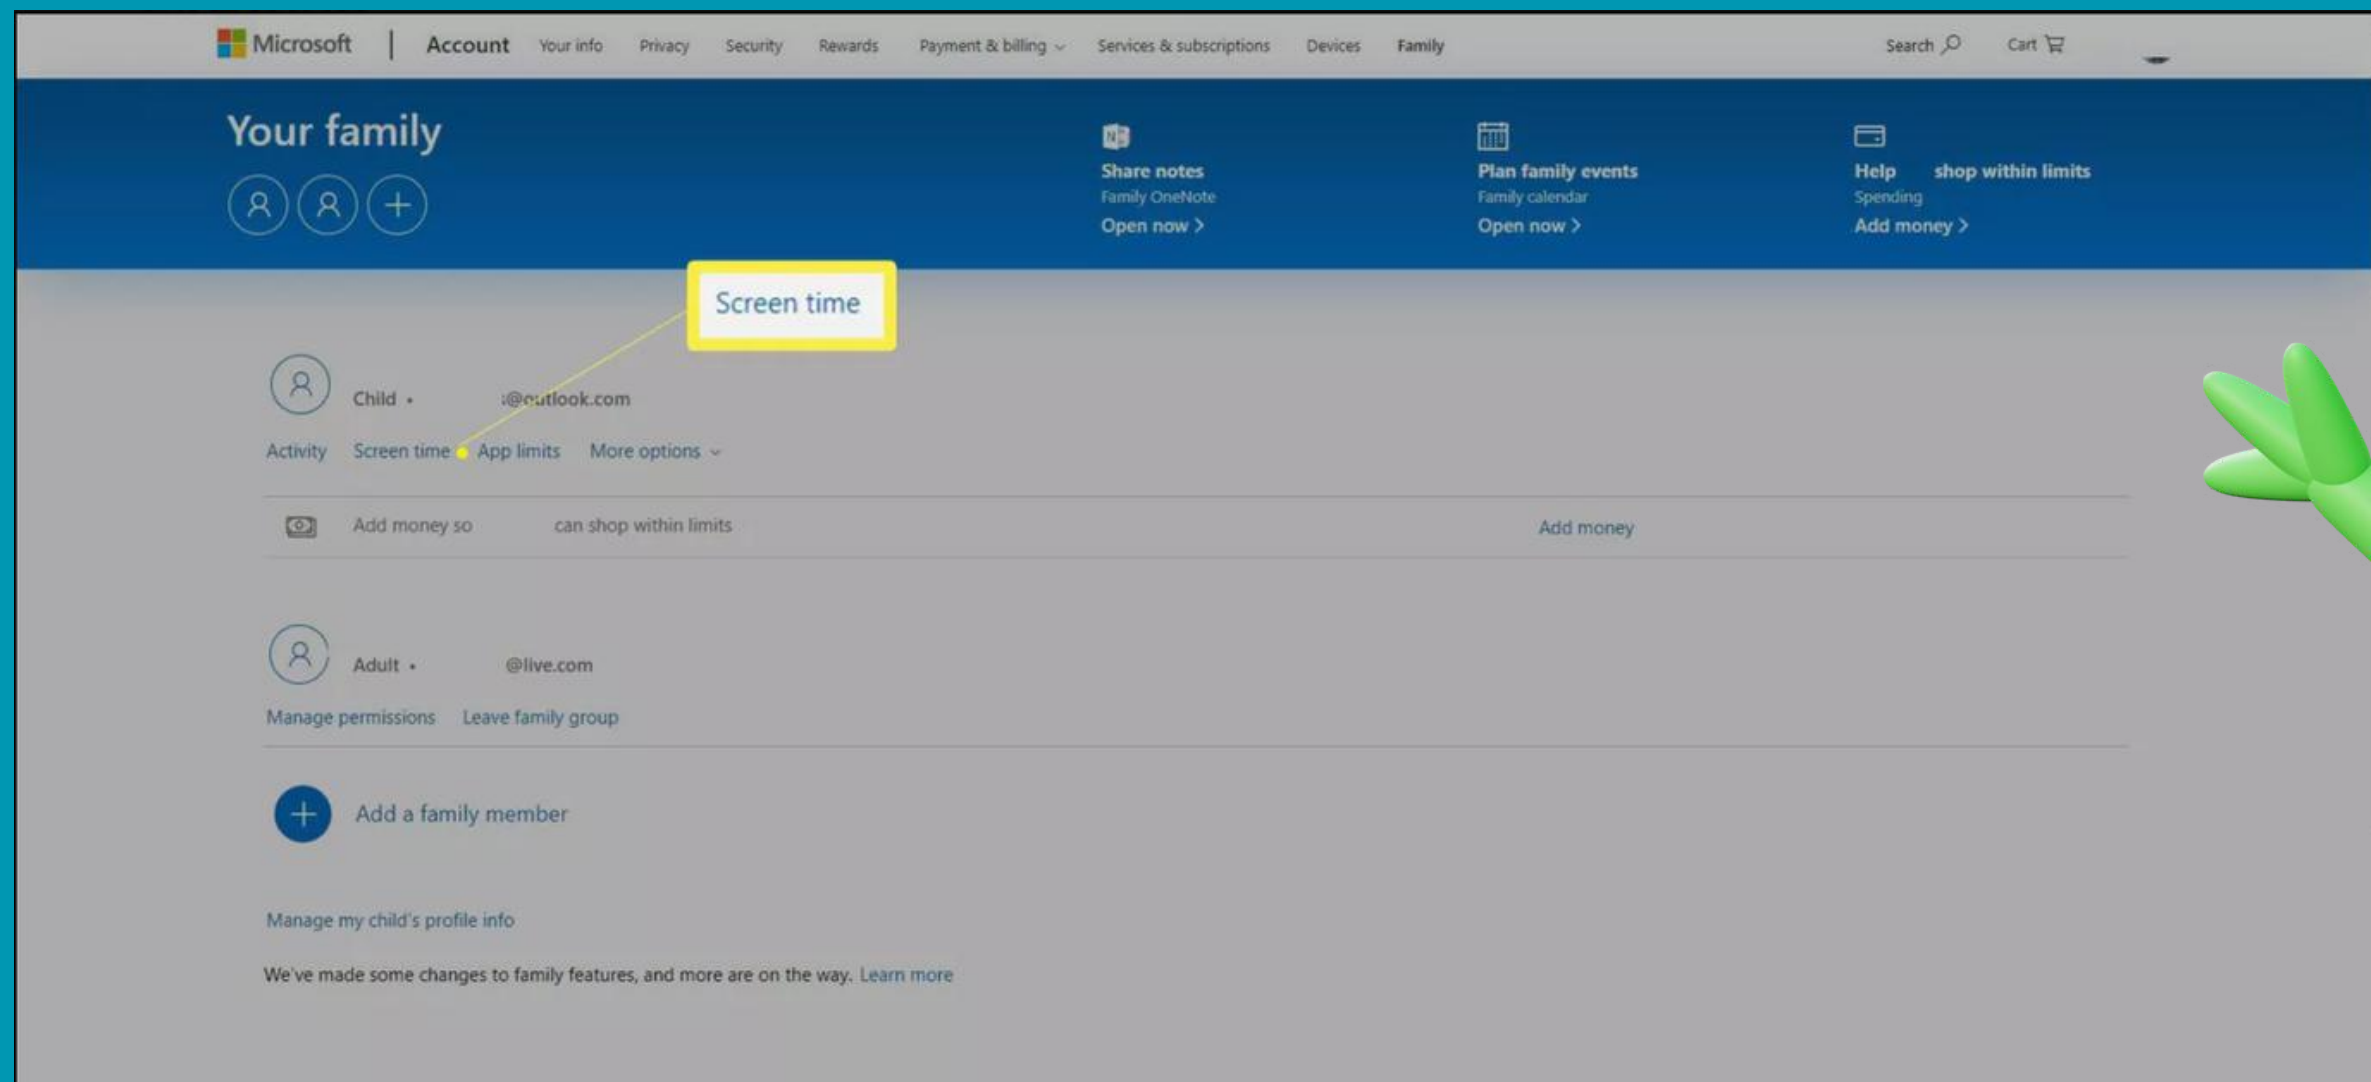 Microsoft | Account Your info Privacy Security Rewards Payment & billing Services & subscriptions Devices Family Search Cart
Your family
Share notes
Family OneNote
Open now >
Plan family events
Family calendar
Open now >
Help shop within limits
Spending
Add money >
Screen time
Child • @outlook.com
Activity Screen time App limits More options
Add money so can shop within limits Add money
Adult • @live.com
Manage permissions Leave family group
Add a family member
Manage my child's profile info
We've made some changes to family features, and more are on the way. Learn more